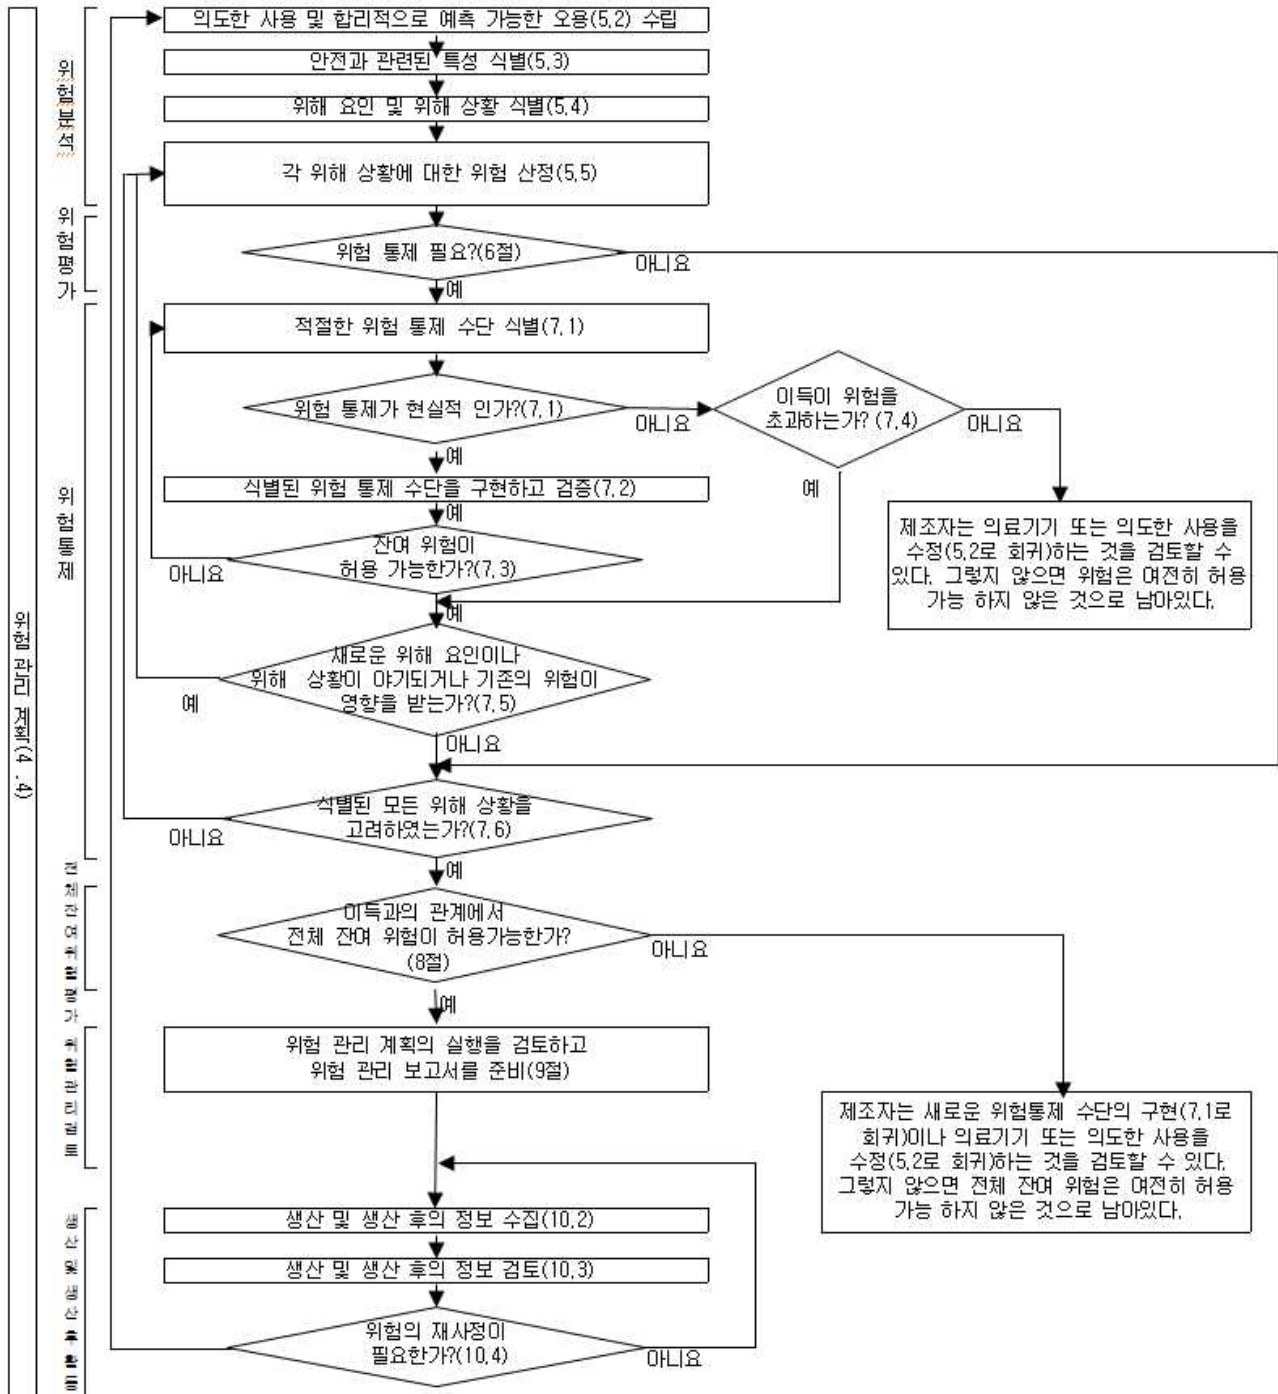 의도한 사용 및 합리적으로 예측 가능한 오용(5,2) 수립
안전과 관련된 특성 식별(5,3)
위해 요인 및 위해 상황 식별(5,4)
각 위해 상황에 대한 위험 산정(5,5)
위험분석
위험 통제 필요?(6절)
아니요
예
위험평가
적절한 위험 통제 수단 식별(7,1)
위험 통제가 현실적 인가?(7,1)
아니요
예
이득이 위험을
초과하는가? (7,4)
아니요
예
식별된 위험 통제 수단을 구현하고 검증(7,2)
예
위험통제
잔여 위험이
허용 가능한가?(7,3)
아니요
예
제조자는 의료기기 또는 의도한 사용을
수정(5,2로 회귀)하는 것을 검토할 수
있다, 그렇지 않으면 위험은 여전히 허용
가능 하지 않은 것으로 남아있다,
새로운 위해 요인이나
위해 상황이 야기되거나 기존의 위험이
영향을 받는가?(7,5)
예
아니요
위험 관리 계획(4 .4)
식별된 모든 위해 상황을
고려하였는가?(7,6)
아니요
예
전체잔여위험평가
이득과의 관계에서
전체 잔여 위험이 허용가능한가?
(8절)
아니요
예
위험 관리 계획의 실행을 검토하고
위험 관리 보고서를 준비(9절)
위험관리검토
제조자는 새로운 위험통제 수단의 구현(7,1로
회귀)이나 의료기기 또는 의도한 사용을
수정(5,2로 회귀)하는 것을 검토할 수 있다,
그렇지 않으면 전체 잔여 위험은 여전히 허용
가능 하지 않은 것으로 남아있다,
생산 및 생산 후의 정보 수집(10,2)
생산 및 생산 후의 정보 검토(10,3)
생산 및 생산 후 활동
위험의 재사정이
필요한가?(10,4)
아니요